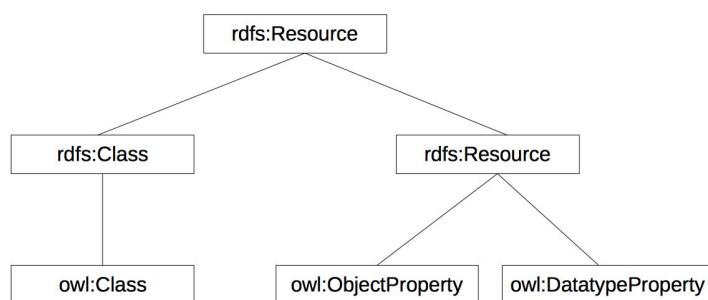 rdfs:Resource
rdfs:Class
rdfs:Resource
owl:Class
owl:ObjectProperty
owl:DatatypeProperty